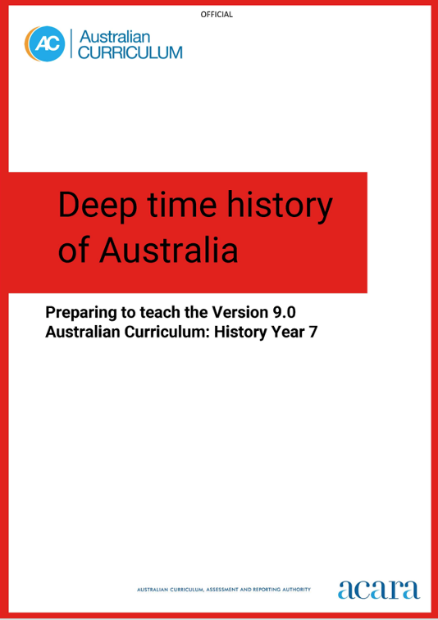 OFFICIAL
AC
Australian
CURRICULUM
Deep time history
of Australia
Preparing to teach the Version 9.0
Australian Curriculum: History Year 7
AUSTRALIAN CURRICULUM, ASSESSMENT AND REPORTING AUTHORITY
acara